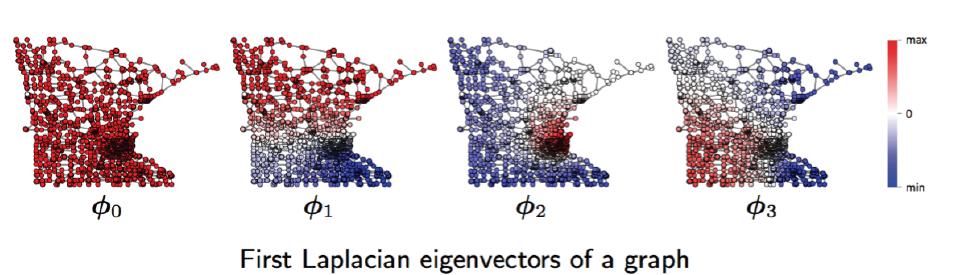 max
0
min
ϕ0 ϕ1 ϕ2 ϕ3
First Laplacian eigenvectors of a graph